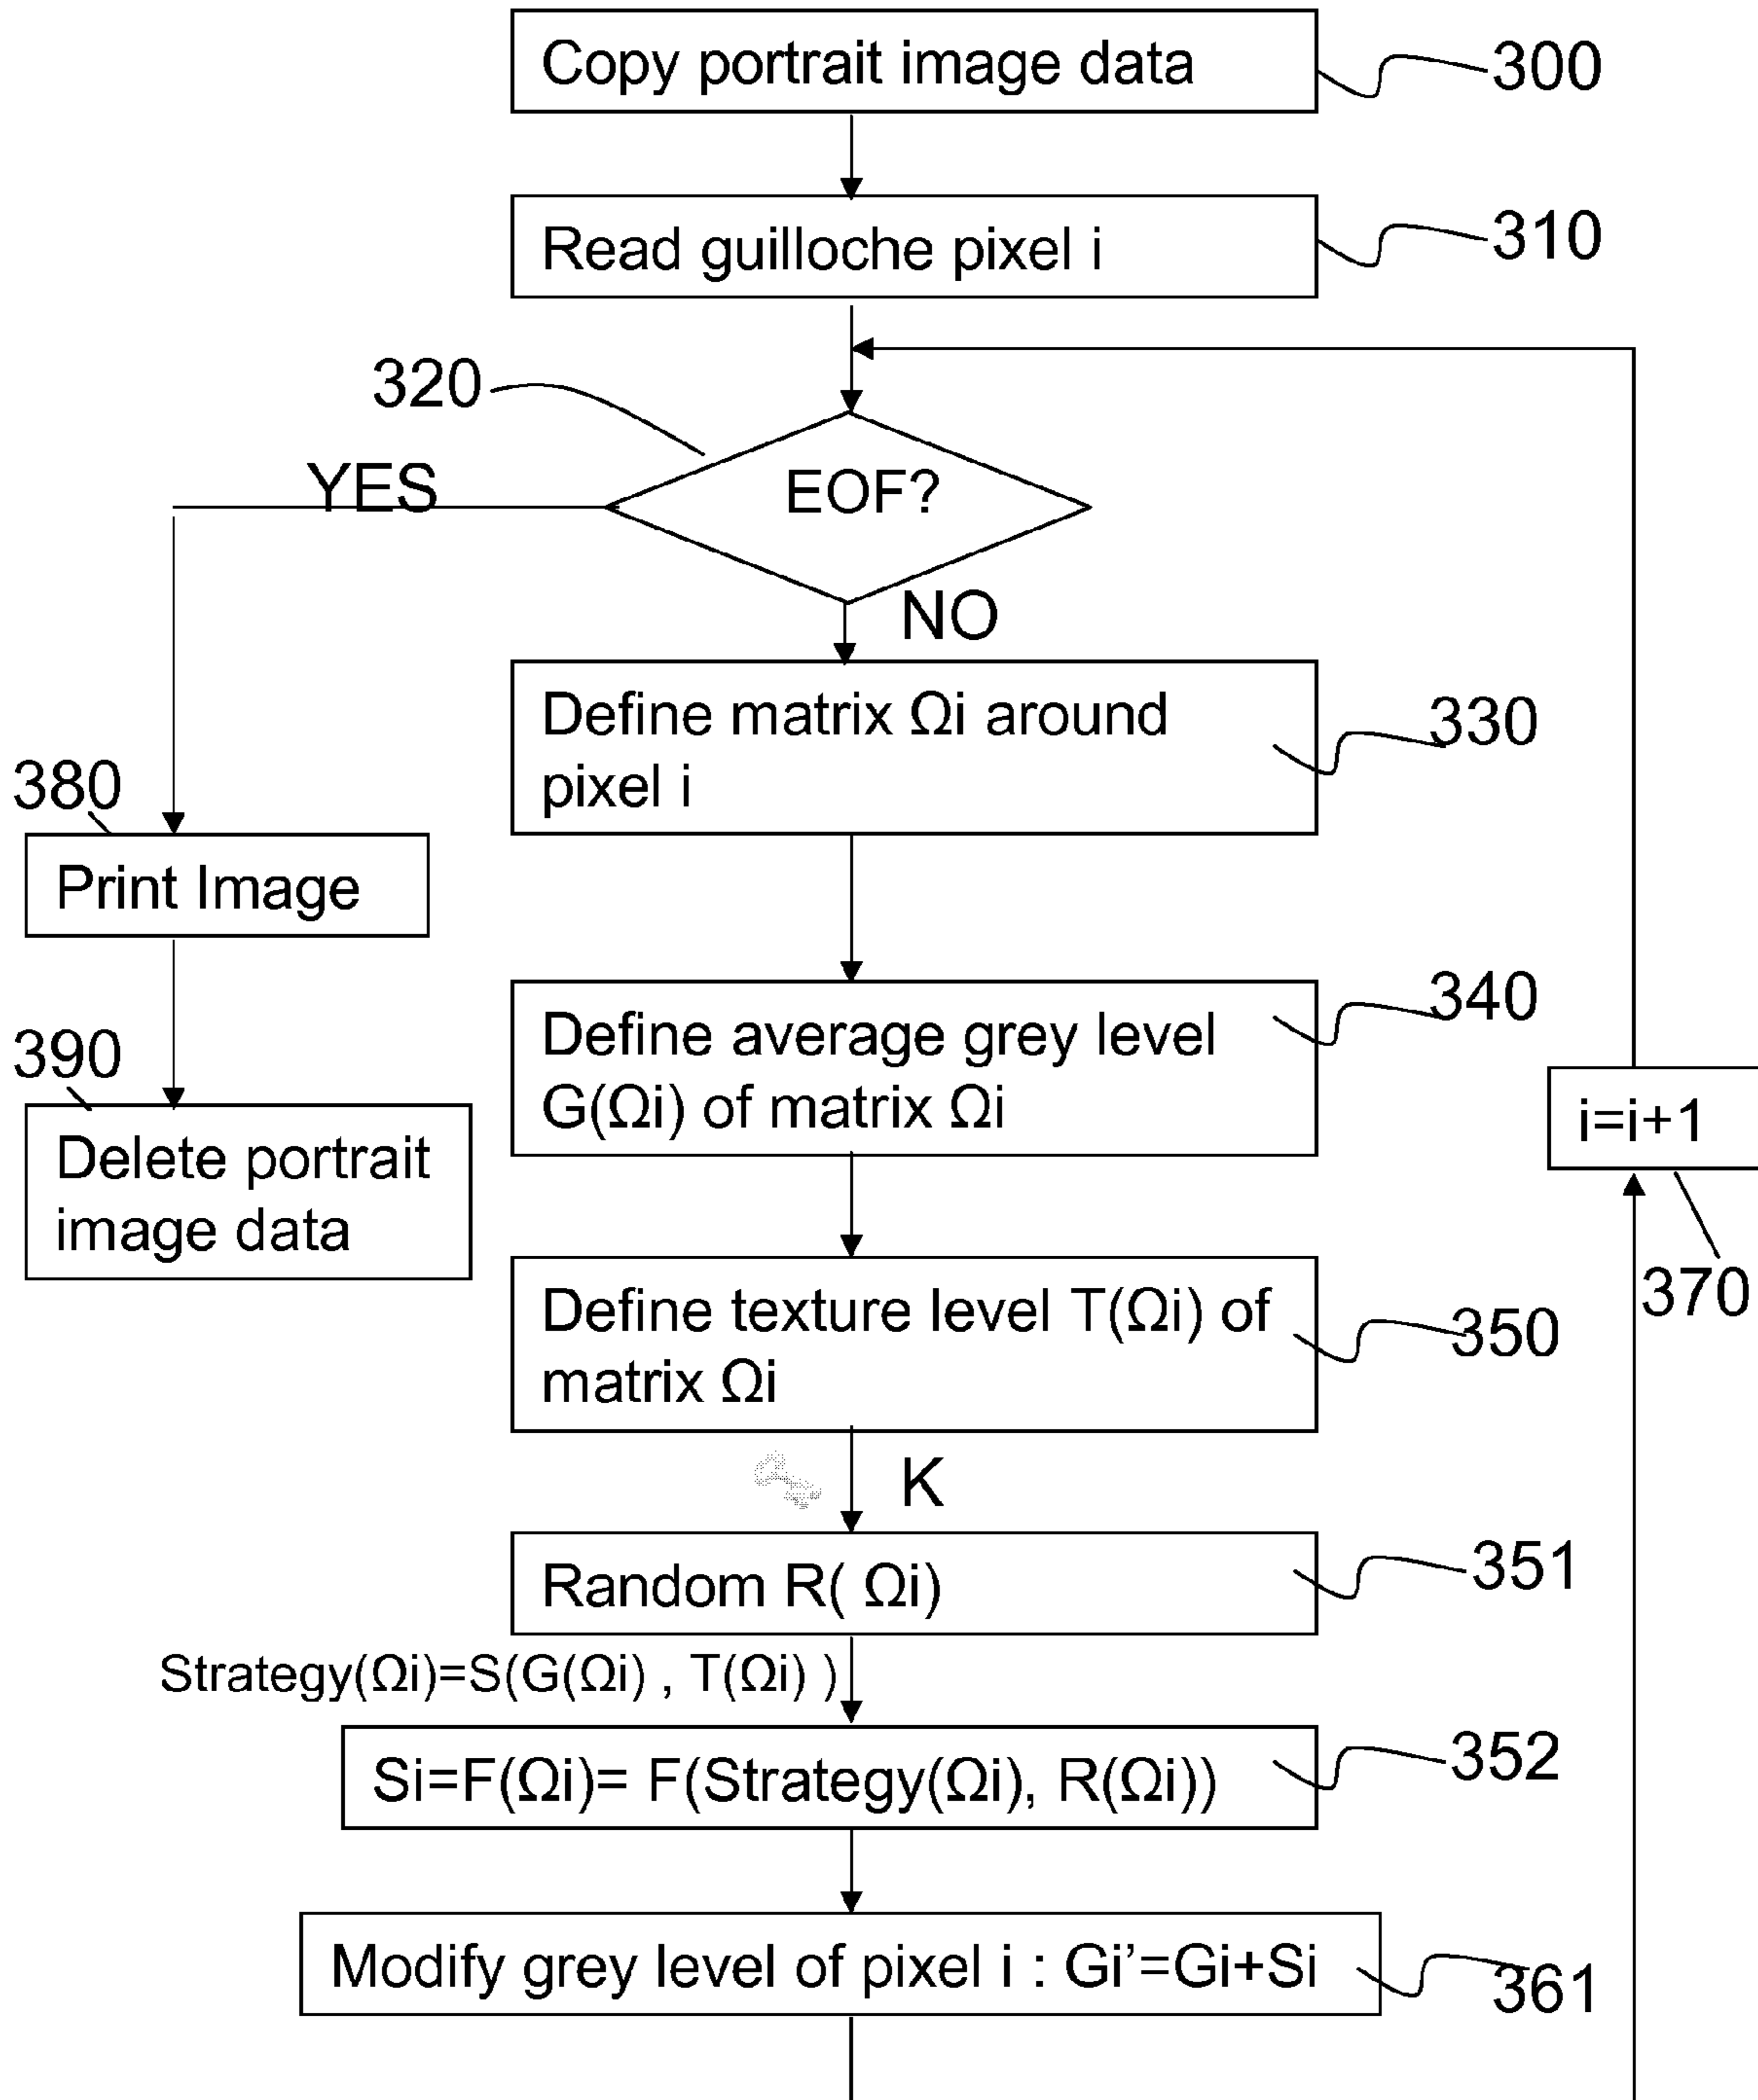 Copy portrait image data
300
Read guilloche pixel i
310
320
EOF?
YES
NO
Define matrix Ωi around
pixel i
330
380
Print Image
Define average grey level
G(Ωi) of matrix Ωi
340
390
Delete portrait
image data
i=i+1
370
Define texture level T(Ωi) of
matrix Ωi
350
K
Random R( Ωi)
351
Strategy(Ωi)=S(G(Ωi) , T(Ωi) )
Si=F(Ωi)= F(Strategy(Ωi), R(Ωi))
352
Modify grey level of pixel i : Gi’=Gi+Si
361